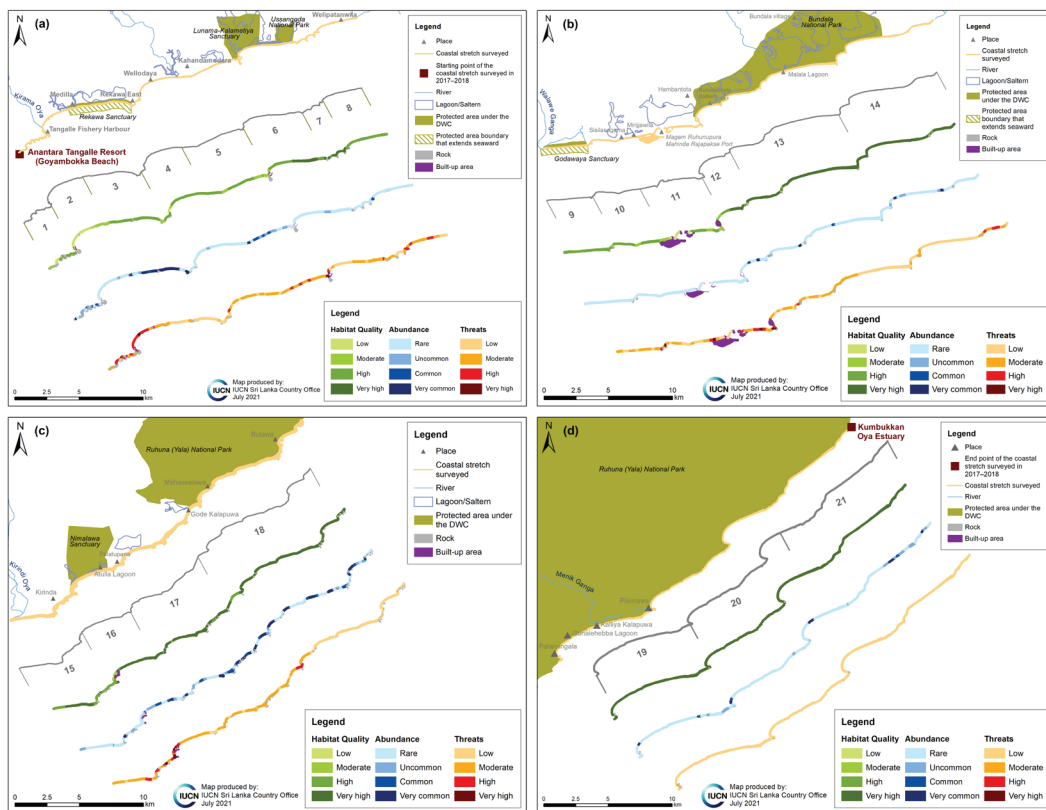 (a)
N
Welipatanwila
Ussangoda
National Park
Lunama-Kalametiya
Sanctuary
Kahandamodara
Wellodaya
Medilla
Rekawa East
Kirama Oya
Rekawa Sanctuary
Tangalle Fishery Harbour
Anantara Tangalle Resort
(Goyambokka Beach)
1
2
3
4
5
6
7
8
Legend
Place
Coastal stretch surveyed
Starting point of the
coastal stretch surveyed in
2017–2018
River
Lagoon/Saltern
Protected area
under the DWC
Protected area
boundary that
extends seaward
Rock
Built-up area
Legend
Habitat Quality Abundance Threats
Low Rare Low
Moderate Uncommon Moderate
High Common High
Very high Very common Very high
0 2.5 5 10
km
IUCN
Map produced by:
IUCN Sri Lanka Country Office
July 2021
(b)
N
Bundala village
Bundala
National Park
Malala Lagoon
Hambantota
Walawe Ganga
Mirijjawila
Sisilasagama
Magam Ruhunupura
Mahinda Rajapakse Port
Godawaya Sanctuary
9
10
11
12
13
14
Legend
Place
Coastal stretch
surveyed
River
Lagoon/Saltern
Protected area
under the DWC
Protected area
boundary that
extends seaward
Rock
Built-up area
Legend
Habitat Quality Abundance Threats
Low Rare Low
Moderate Uncommon Moderate
High Common High
Very high Very common Very high
0 2.5 5 10
km
IUCN
Map produced by:
IUCN Sri Lanka Country Office
July 2021
(c)
N
Butawa
Ruhuna (Yala) National Park
Mahaseelawa
Gode Kalapuwa
Nimalawa
Sanctuary
Palatupana
Atulla Lagoon
Kirindi Oya
Kirinda
15
16
17
18
Legend
Place
Coastal stretch
surveyed
River
Lagoon/Saltern
Protected area under
the DWC
Rock
Built-up area
Legend
Habitat Quality Abundance Threats
Low Rare Low
Moderate Uncommon Moderate
High Common High
Very high Very common Very high
0 2.5 5 10
km
IUCN
Map produced by:
IUCN Sri Lanka Country Office
July 2021
(d)
N
Kumbukkan
Oya Estuary
Ruhuna (Yala) National Park
Menik Ganga
Pilinnawa
Kalliya Kalapuwa
Gonalehebba Lagoon
19
20
21
Legend
Place
End point of the coastal
stretch surveyed in
2017–2018
Coastal stretch surveyed
River
Protected area under
the DWC
Rock
Built-up area
Legend
Habitat Quality Abundance Threats
Low Rare Low
Moderate Uncommon Moderate
High Common High
Very high Very common Very high
0 2.5 5 10
km
IUCN
Map produced by:
IUCN Sri Lanka Country Office
July 2021